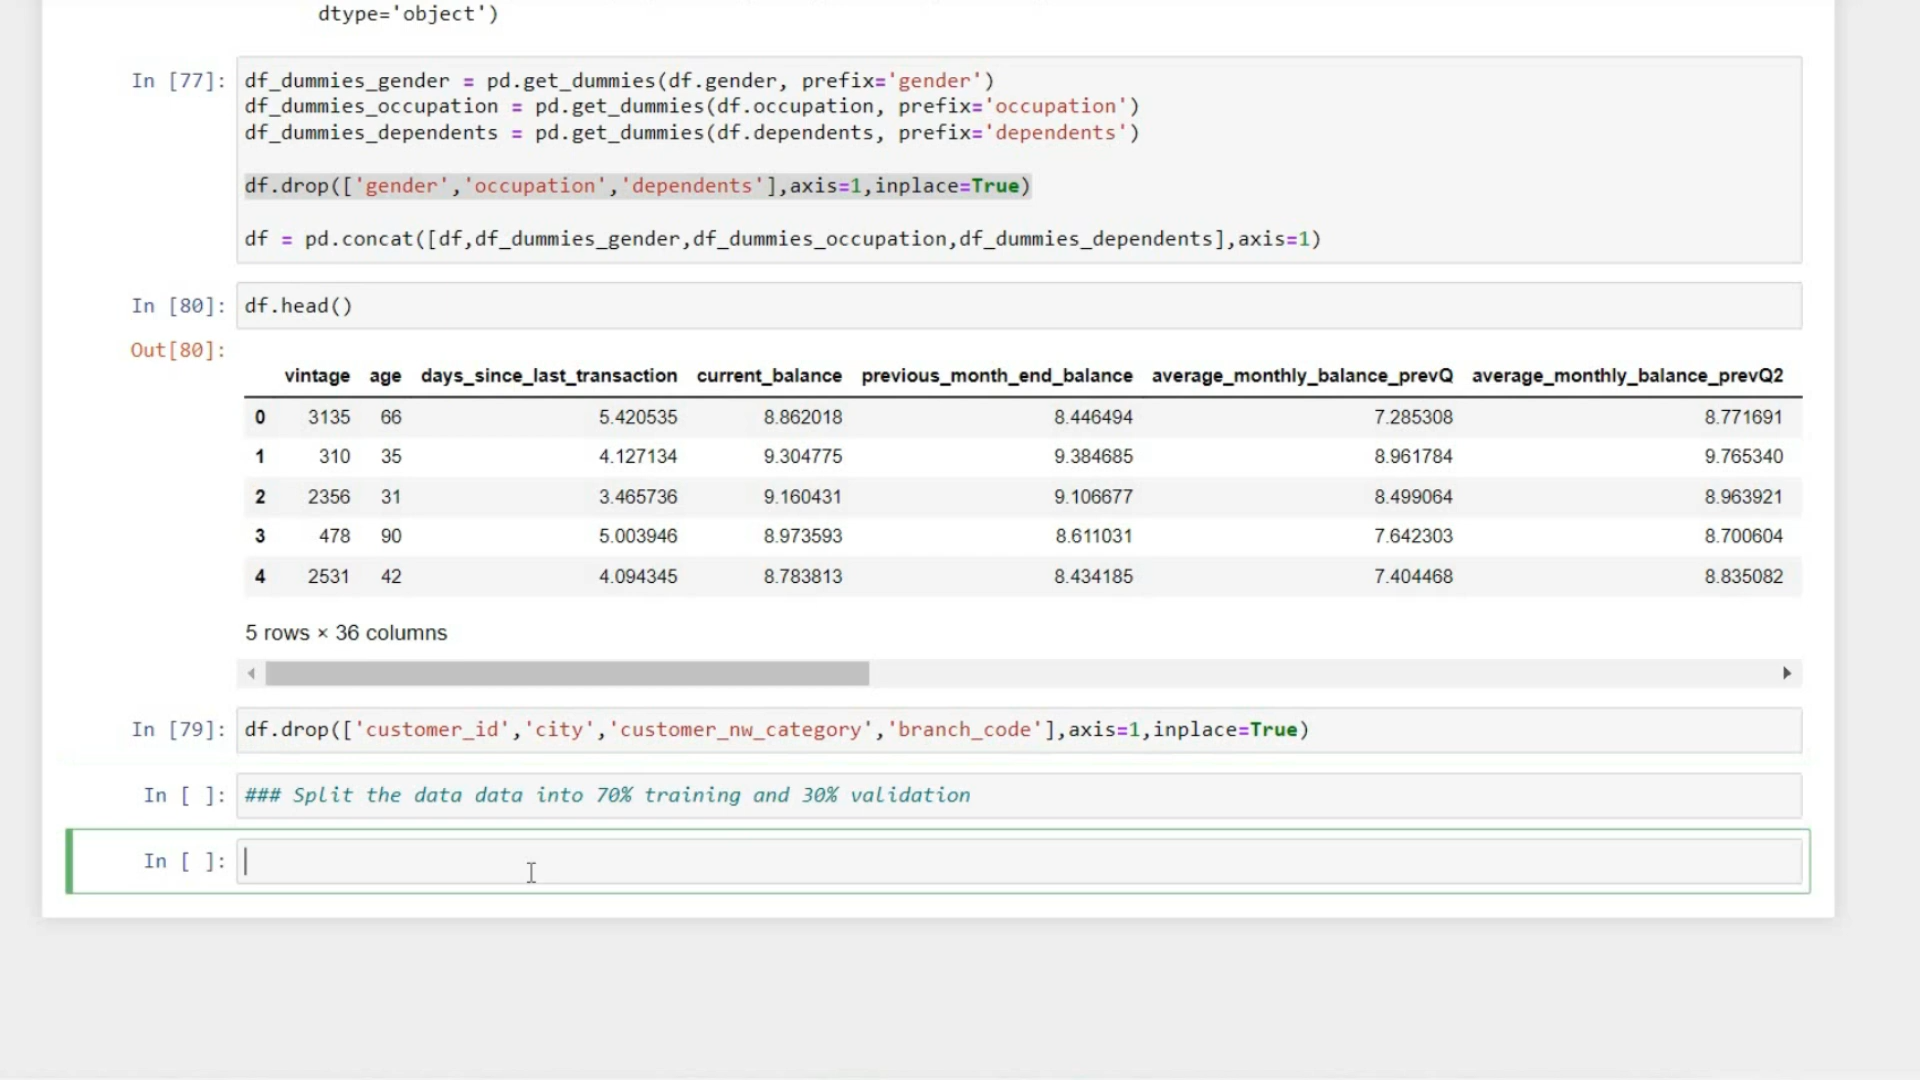 dtype='object')
In [77]: df_dummies_gender = pd.get_dummies(df.gender, prefix='gender')
df_dummies_occupation = pd.get_dummies(df.occupation, prefix='occupation')
df_dummies_dependents = pd.get_dummies(df.dependents, prefix='dependents')
df.drop(['gender','occupation','dependents'],axis=1,inplace=True)
df = pd.concat([df,df_dummies_gender,df_dummies_occupation,df_dummies_dependents],axis=1)
In [80]: df.head()
Out[80]:
vintage age days_since_last_transaction current_balance previous_month_end_balance average_monthly_balance_prevQ average_monthly_balance_prevQ2
0 3135 66 5.420535 8.862018 8.446494 7.285308 8.771691
1 310 35 4.127134 9.304775 9.384685 8.961784 9.765340
2 2356 31 3.465736 9.160431 9.106677 8.499064 8.963921
3 478 90 5.003946 8.973593 8.611031 7.642303 8.700604
4 2531 42 4.094345 8.783813 8.434185 7.404468 8.835082
5 rows × 36 columns
In [79]: df.drop(['customer_id','city','customer_nw_category','branch_code'],axis=1,inplace=True)
In [ ]: ### Split the data data into 70% training and 30% validation
In [ ]: